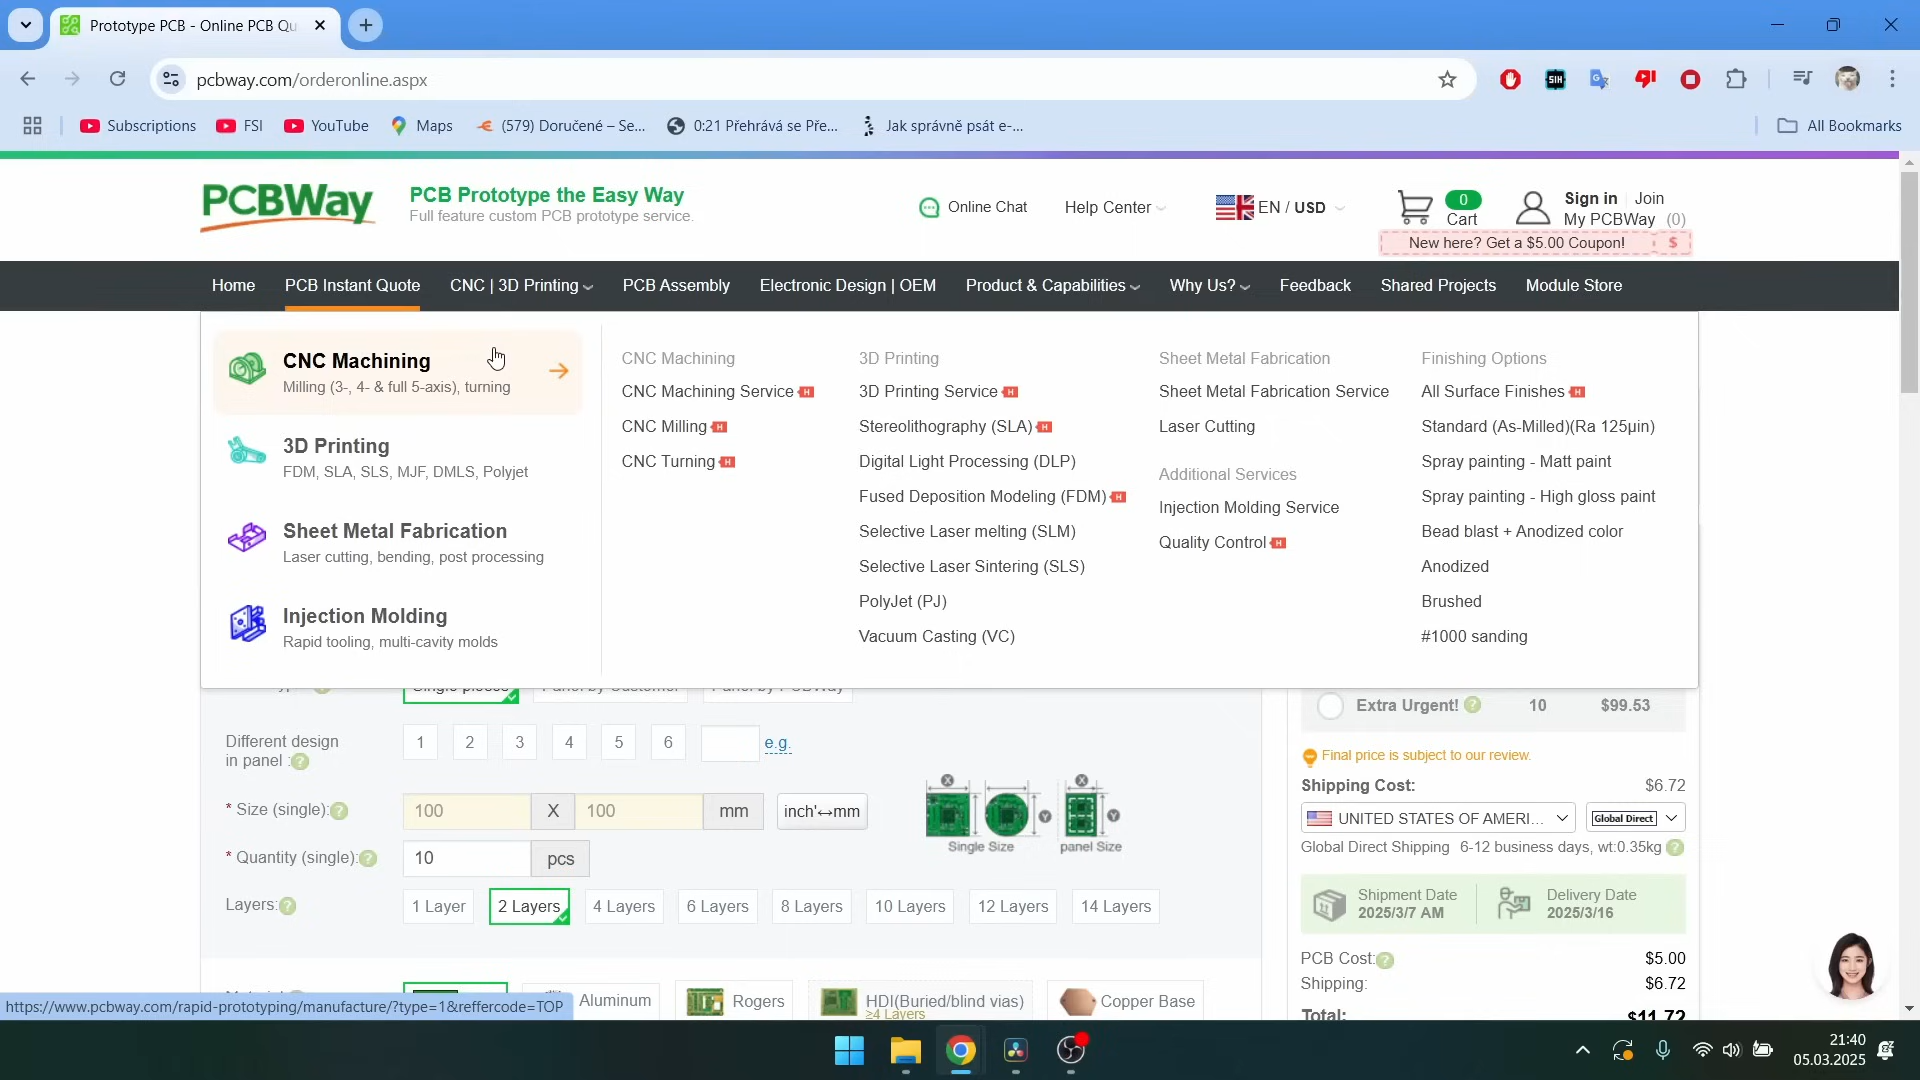 Prototype PCB - Online PCB Qu
pcbway.com/orderonline.aspx
SIH
Subscriptions
FSI
YouTube
Maps
(579) Doručené – Se...
0:21 Přehrává se Pře...
Jak správně psát e-...
All Bookmarks
PCBWay
PCB Prototype the Easy Way
Full feature custom PCB prototype service.
Online Chat
Help Center
EN / USD
0
Cart
Sign in
Join
My PCBWay (0)
New here? Get a $5.00 Coupon!
$
Home
PCB Instant Quote
CNC | 3D Printing
PCB Assembly
Electronic Design | OEM
Product & Capabilities
Why Us?
Feedback
Shared Projects
Module Store
CNC Machining
Milling (3-, 4- & full 5-axis), turning
3D Printing
FDM, SLA, SLS, MJF, DMLS, Polyjet
Sheet Metal Fabrication
Laser cutting, bending, post processing
Injection Molding
Rapid tooling, multi-cavity molds
CNC Machining
CNC Machining Service H
CNC Milling H
CNC Turning H
3D Printing
3D Printing Service H
Stereolithography (SLA) H
Digital Light Processing (DLP)
Fused Deposition Modeling (FDM) H
Selective Laser melting (SLM)
Selective Laser Sintering (SLS)
PolyJet (PJ)
Vacuum Casting (VC)
Sheet Metal Fabrication
Sheet Metal Fabrication Service
Laser Cutting
Additional Services
Injection Molding Service
Quality Control H
Finishing Options
All Surface Finishes H
Standard (As-Milled)(Ra 125µin)
Spray painting - Matt paint
Spray painting - High gloss paint
Bead blast + Anodized color
Anodized
Brushed
#1000 sanding
Single pieces
Panel by Customer
Panel by PCBWay
Different design
in panel :?
1
2
3
4
5
6
e.g.
* Size (single):?
100
X
100
mm
inch'↔mm
X
X
Y
Y
Single Size
panel Size
* Quantity (single):?
10
pcs
Layers:?
1 Layer
2 Layers
4 Layers
6 Layers
8 Layers
10 Layers
12 Layers
14 Layers
Aluminum
Rogers
HDI(Buried/blind vias)
≥4 Layers
Copper Base
Extra Urgent! ?
10
$99.53
Final price is subject to our review.
Shipping Cost:
$6.72
UNITED STATES OF AMERI...
Global Direct
Global Direct Shipping
6-12 business days, wt:0.35kg ?
Shipment Date
2025/3/7 AM
Delivery Date
2025/3/16
PCB Cost:?
$5.00
Shipping:
$6.72
Total:
$11.72
https://www.pcbway.com/rapid-prototyping/manufacture/?type=1&reffercode=TOP
21:40
05.03.2025